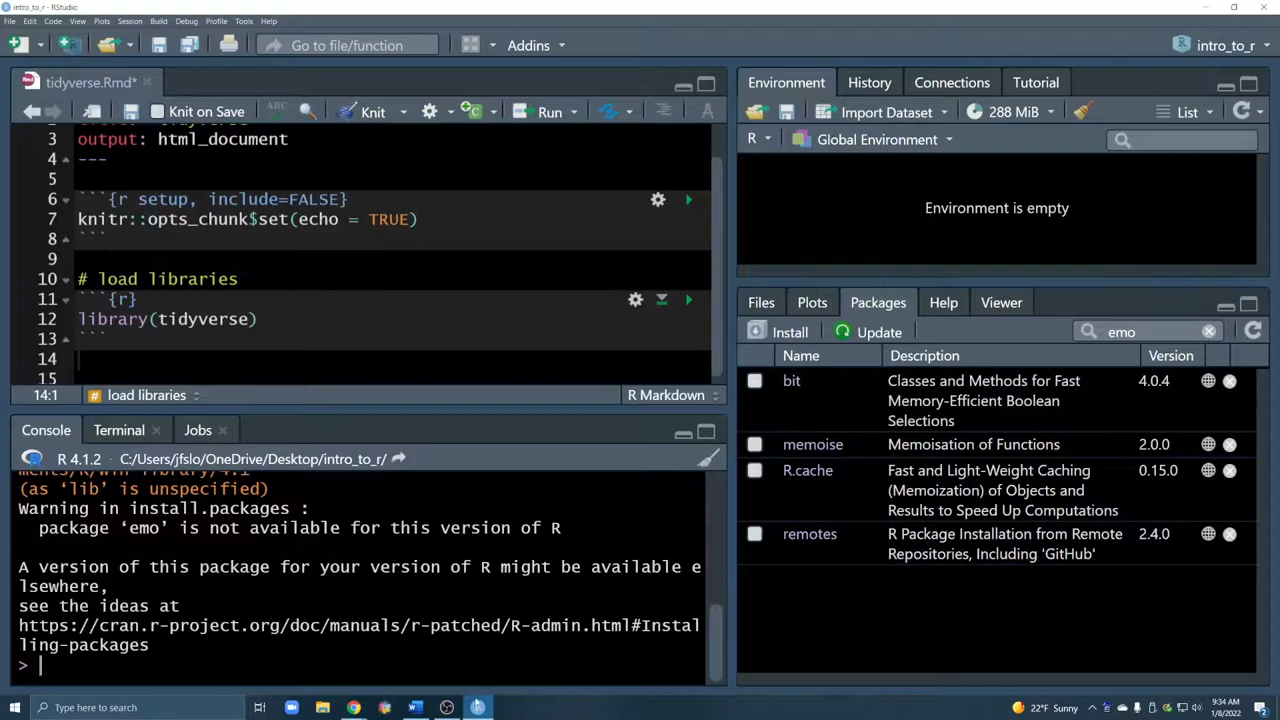 intro_to_r - RStudio
File Edit Code View Plots Session Build Debug Profile Tools Help
Go to file/function
Addins
intro_to_r
tidyverse.Rmd*
Knit on Save
ABC
Knit
Run
3 output: html_document
4 ---
5
6 ```{r setup, include=FALSE}
7 knitr::opts_chunk$set(echo = TRUE)
8 ```
9
10 # load libraries
11 ```{r}
12 library(tidyverse)
13 ```
14
15
14:1 # load libraries R Markdown
Console Terminal Jobs
R 4.1.2 · C:/Users/jfslo/OneDrive/Desktop/intro_to_r/
(as ‘lib’ is unspecified)
Warning in install.packages :
package ‘emo’ is not available for this version of R
A version of this package for your version of R might be available e
lsewhere,
see the ideas at
https://cran.r-project.org/doc/manuals/r-patched/R-admin.html#Instal
ling-packages
>
Environment History Connections Tutorial
Import Dataset 288 MiB List
R Global Environment
Environment is empty
Files Plots Packages Help Viewer
Install Update emo
Name Description Version
bit Classes and Methods for Fast 4.0.4
Memory-Efficient Boolean
Selections
memoise Memoisation of Functions 2.0.0
R.cache Fast and Light-Weight Caching 0.15.0
(Memoization) of Objects and
Results to Speed Up Computations
remotes R Package Installation from Remote 2.4.0
Repositories, Including 'GitHub'
Type here to search
22°F Sunny
9:34 AM
1/8/2022
2